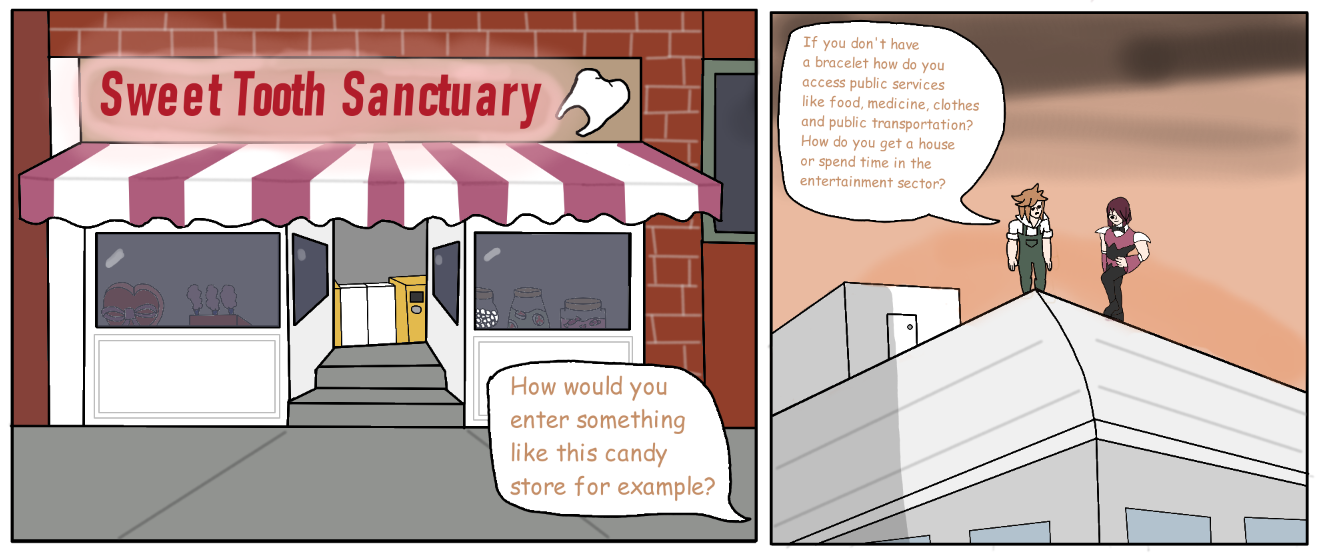 Sweet Tooth Sanctuary
How would you
enter something
like this candy
store for example?
If you don't have
a bracelet how do you
access public services
like food, medicine, clothes
and public transportation?
How do you get a house
or spend time in the
entertainment sector?